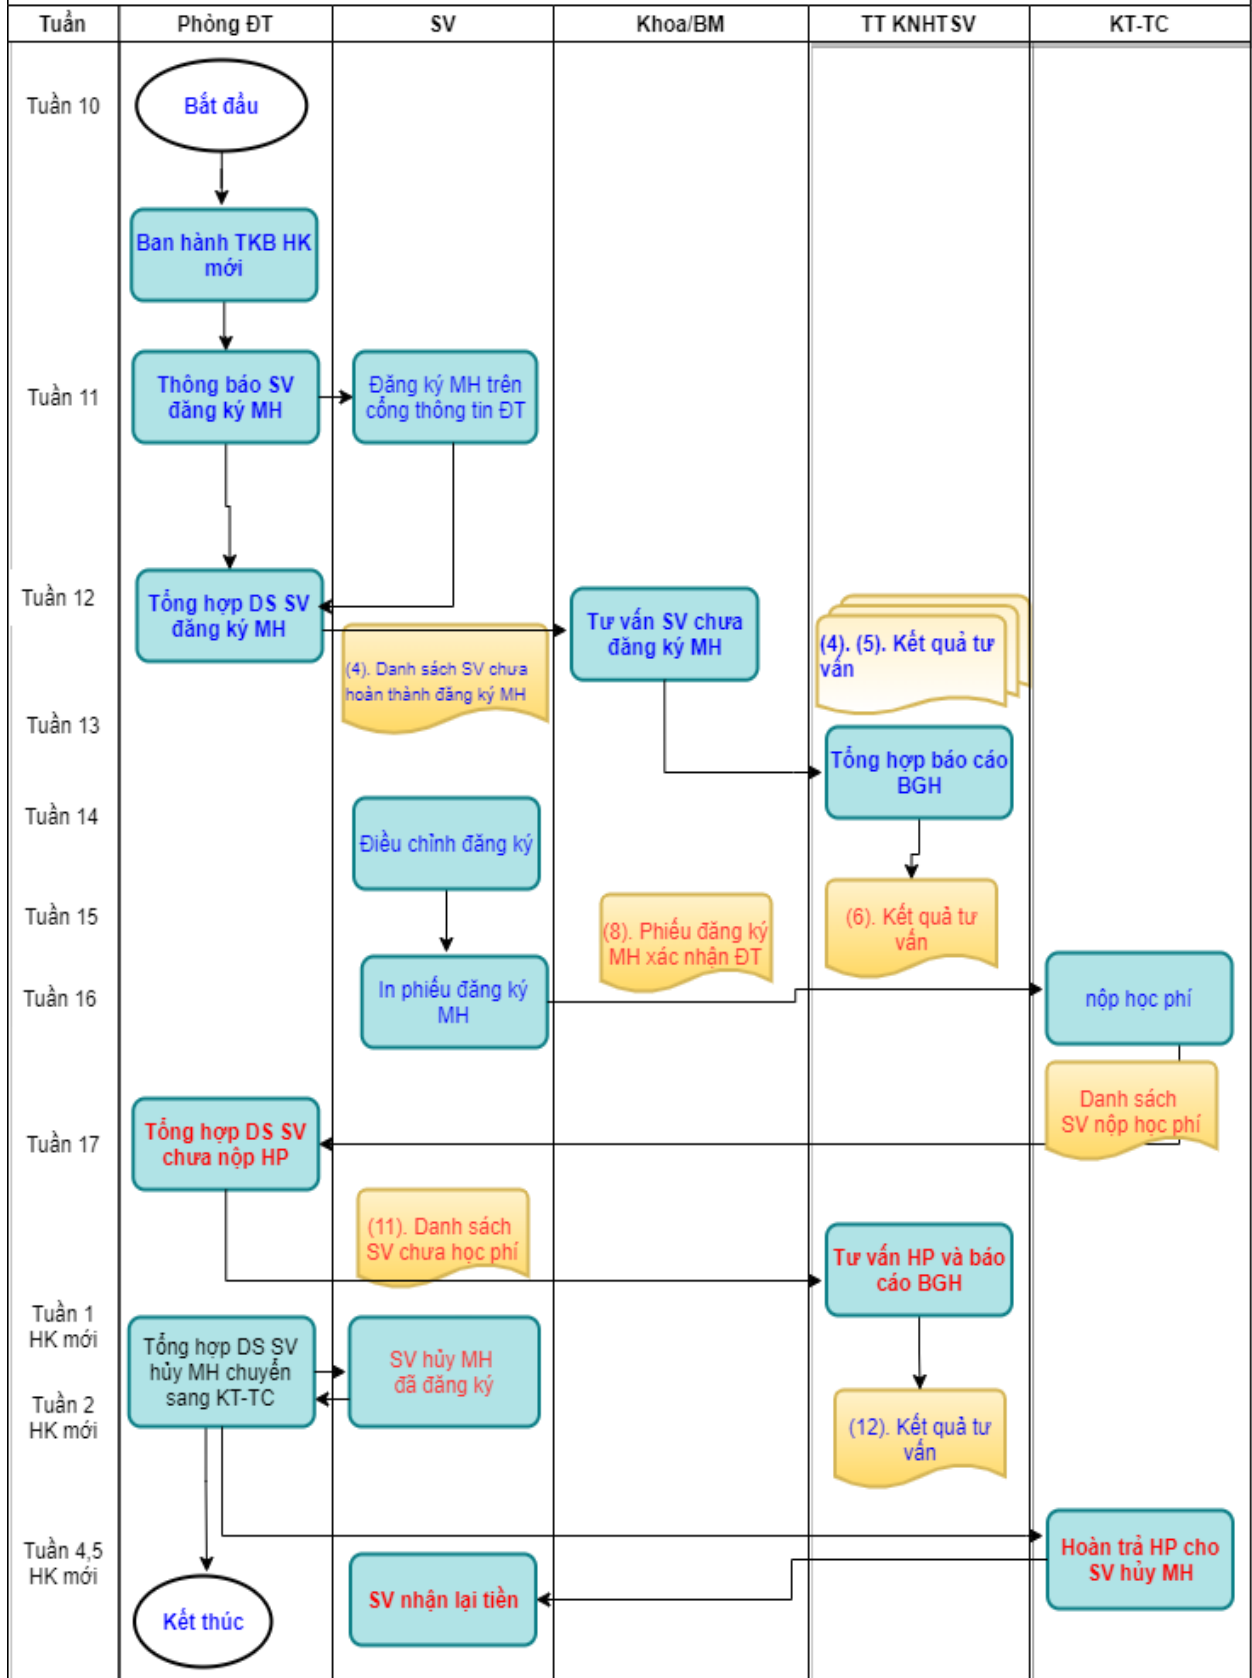 Tuần
Phòng ĐT
SV
Khoa/BM
TT KNHTSV
KT-TC
Tuần 10
Bắt đầu
Ban hành TKB HK
mới
Tuần 11
Thông báo SV
đăng ký MH
Đăng ký MH trên
cổng thông tin ĐT
Tuần 12
Tổng hợp DS SV
đăng ký MH
(4). Danh sách SV chưa
hoàn thành đăng ký MH
Tư vấn SV chưa
đăng ký MH
(4). (5). Kết quả tư
vấn
Tuần 13
Tổng hợp báo cáo
BGH
Tuần 14
Điều chỉnh đăng ký
Tuần 15
(8). Phiếu đăng ký
MH xác nhận ĐT
(6). Kết quả tư
vấn
Tuần 16
In phiếu đăng ký
MH
nộp học phí
Danh sách
SV nộp học phí
Tuần 17
Tổng hợp DS SV
chưa nộp HP
(11). Danh sách
SV chưa học phí
Tư vấn HP và báo
cáo BGH
Tuần 1
HK mới
Tổng hợp DS SV
hủy MH chuyển
sang KT-TC
SV hủy MH
đã đăng ký
Tuần 2
HK mới
(12). Kết quả tư
vấn
Tuần 4,5
HK mới
Kết thúc
SV nhận lại tiền
Hoàn trả HP cho
SV hủy MH